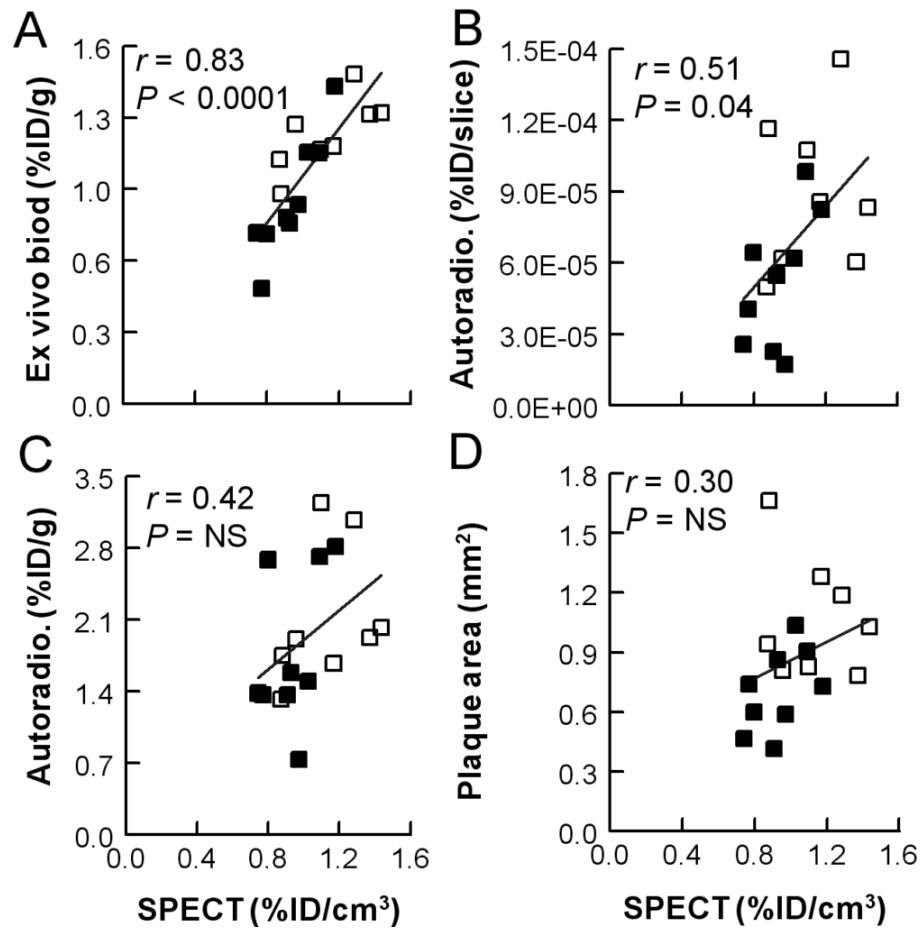 A
Ex vivo biod (%ID/g)
1.6
1.3
1.0
0.6
0.3
0.0
r = 0.83
P < 0.0001
B
Autoradio. (%ID/slice)
1.5E-04
1.2E-04
9.0E-05
6.0E-05
3.0E-05
0.0E+00
r = 0.51
P = 0.04
C
Autoradio. (%ID/g)
3.5
2.8
2.1
1.4
0.7
0.0
r = 0.42
P = NS
0.0 0.4 0.8 1.2 1.6
SPECT (%ID/cm³)
D
Plaque area (mm²)
1.8
1.5
1.2
0.9
0.6
0.3
0.0
r = 0.30
P = NS
0.0 0.4 0.8 1.2 1.6
SPECT (%ID/cm³)